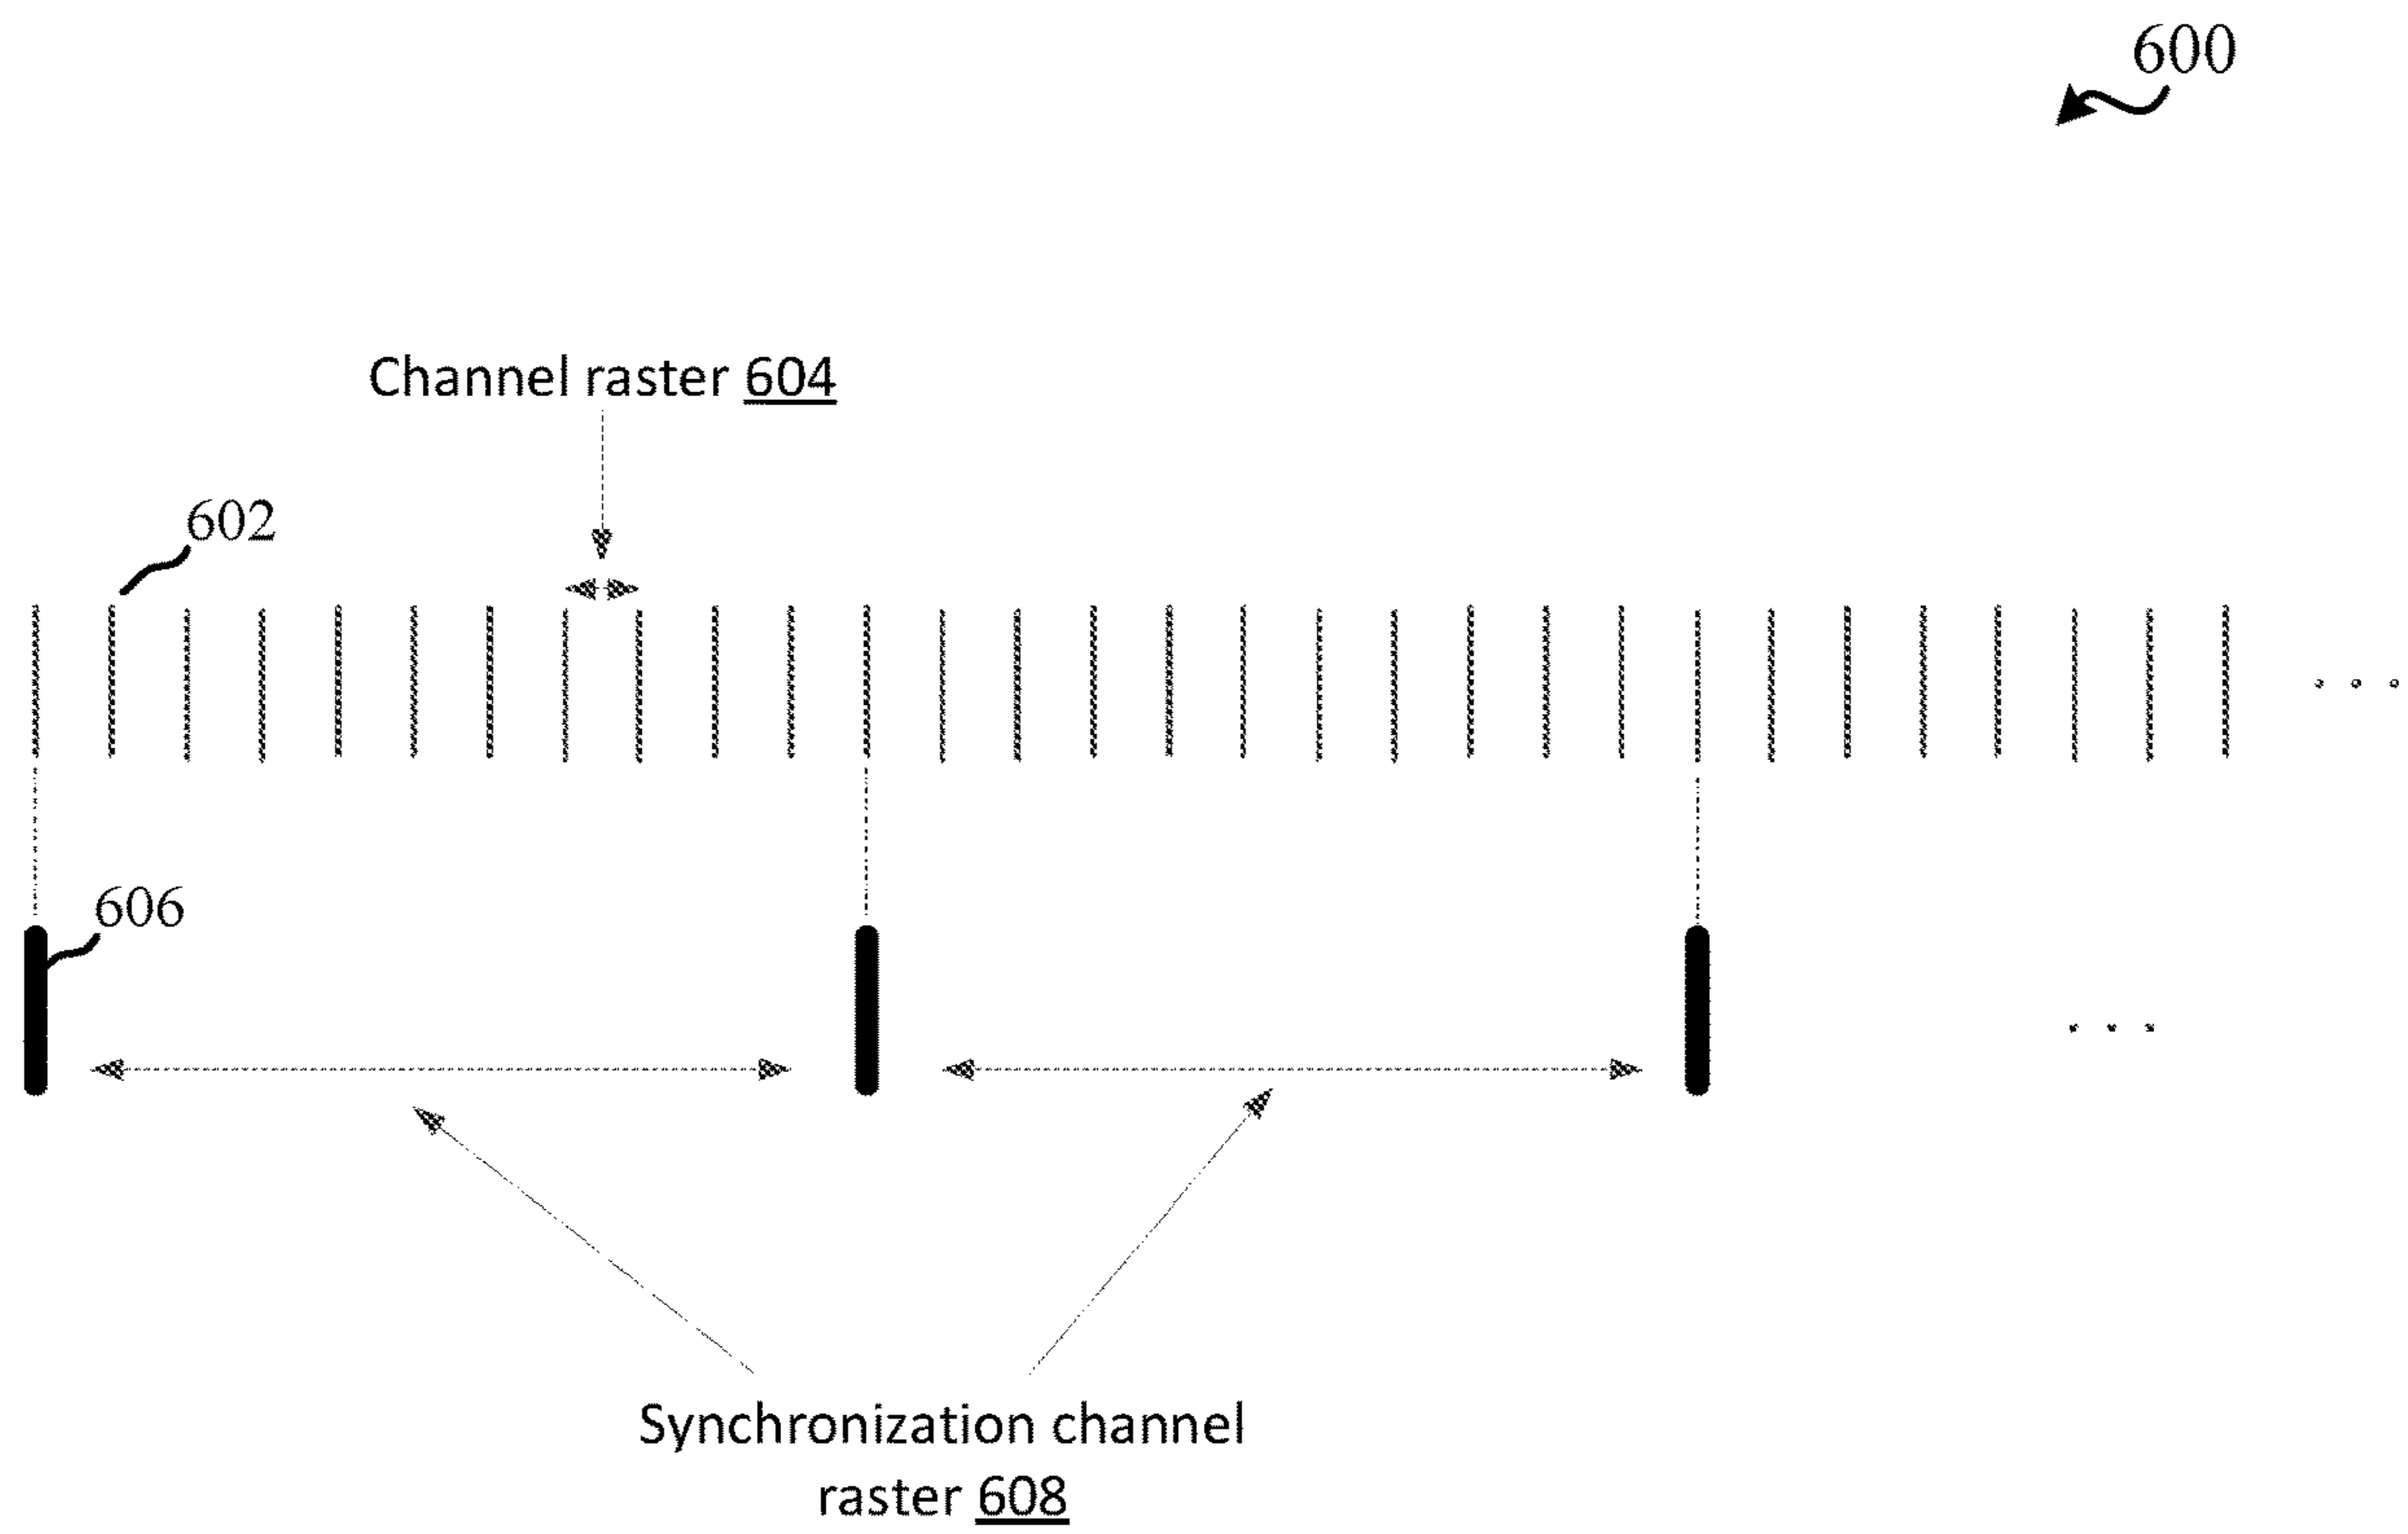 600
Channel raster 604
602
. . .
606
. . .
Synchronization channel
raster 608